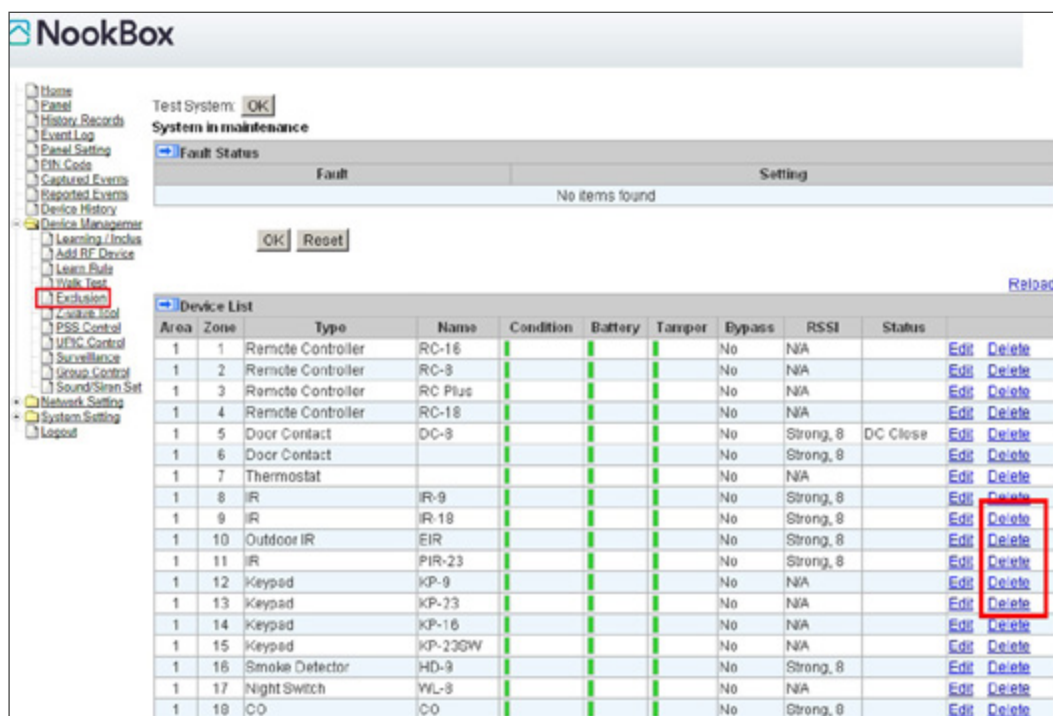 NookBox
Home
Panel
History Records
Event Log
Panel Setting
PIN Code
Captured Events
Reported Events
Device History
Device Managemer
Learning / Inclus
Add RF Device
Learn Rule
Walk Test
Exclusion
Z-wave Tool
PSS Control
UPIC Control
Surveillance
Group Control
Sound/Siren Set
Network Setting
System Setting
Logout
Test System: OK
System in maintenance
Fault Status
Fault Setting
No items found
OK Reset
Reload
Device List
Area Zone Type Name Condition Battery Tamper Bypass RSSI Status
1 1 Remote Controller RC-16 No N/A Edit Delete
1 2 Remote Controller RC-8 No N/A Edit Delete
1 3 Remote Controller RC Plus No N/A Edit Delete
1 4 Remote Controller RC-18 No N/A Edit Delete
1 5 Door Contact DC-8 No Strong, 8 DC Close Edit Delete
1 6 Door Contact No Strong, 8 Edit Delete
1 7 Thermostat No N/A Edit Delete
1 8 IR IR-9 No Strong, 8 Edit Delete
1 9 IR IR-18 No Strong, 8 Edit Delete
1 10 Outdoor IR EIR No Strong, 8 Edit Delete
1 11 IR PIR-23 No Strong, 8 Edit Delete
1 12 Keypad KP-9 No N/A Edit Delete
1 13 Keypad KP-23 No N/A Edit Delete
1 14 Keypad KP-16 No N/A Edit Delete
1 15 Keypad KP-23SW No N/A Edit Delete
1 16 Smoke Detector HD-9 No Strong, 8 Edit Delete
1 17 Night Switch WL-8 No N/A Edit Delete
1 18 CO CO No Strong, 8 Edit Delete